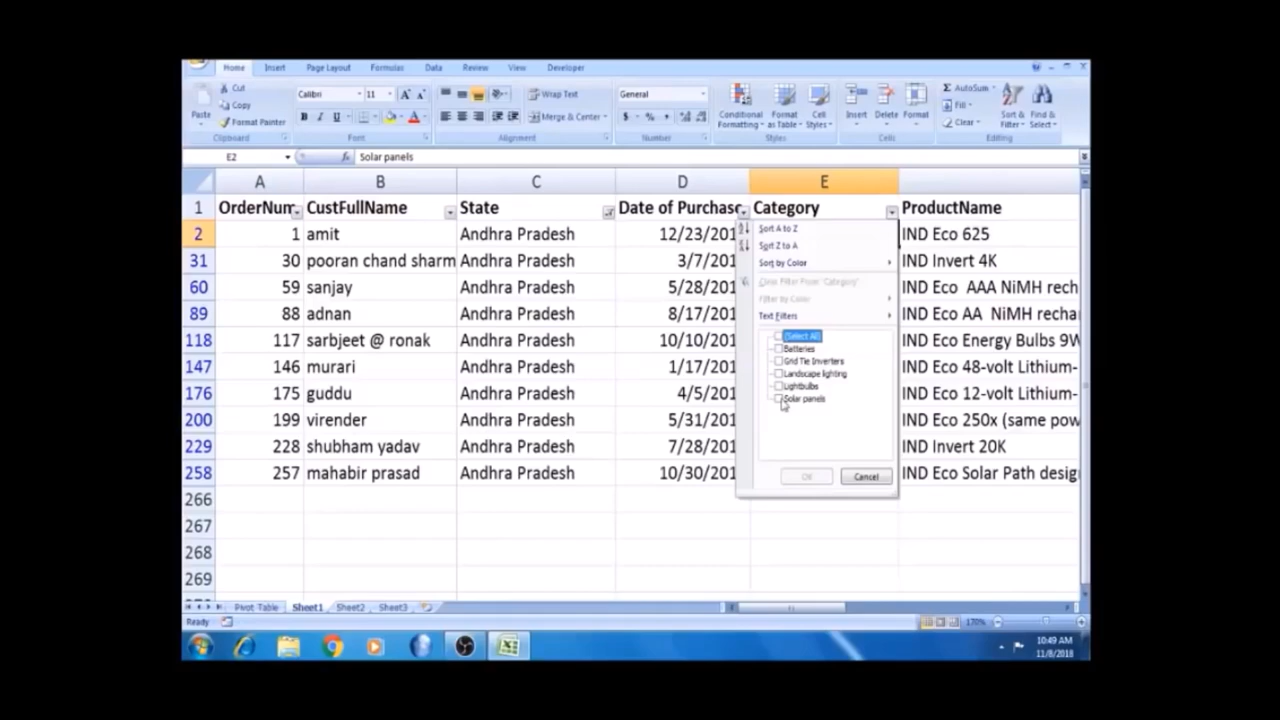 Home Insert Page Layout Formulas Data Review View Developer
Cut
Copy
Paste
Format Painter
Calibri 11
B I U
Wrap Text
Merge & Center
General
$ % ,
Conditional Formatting
Format as Table
Cell Styles
Insert Delete Format
AutoSum
Fill
Clear
Sort & Filter
Find & Select
Clipboard Font Alignment Number Styles Cells Editing
E2 fx Solar panels
A B C D E
1 OrderNum CustFullName State Date of Purchase Category ProductName
2 1 amit Andhra Pradesh 12/23/201 IND Eco 625
31 30 pooran chand sharm Andhra Pradesh 3/7/201 IND Invert 4K
60 59 sanjay Andhra Pradesh 5/28/201 IND Eco AAA NiMH rech
89 88 adnan Andhra Pradesh 8/17/201 IND Eco AA NiMH rechar
118 117 sarbjeet @ ronak Andhra Pradesh 10/10/201 IND Eco Energy Bulbs 9W
147 146 murari Andhra Pradesh 1/17/201 IND Eco 48-volt Lithium-
176 175 guddu Andhra Pradesh 4/5/201 IND Eco 12-volt Lithium-
200 199 virender Andhra Pradesh 5/31/201 IND Eco 250x (same pow
229 228 shubham yadav Andhra Pradesh 7/28/201 IND Invert 20K
258 257 mahabir prasad Andhra Pradesh 10/30/201 IND Eco Solar Path desig
266
267
268
269
Sort A to Z
Sort Z to A
Sort by Color
Clear Filter From "Category"
Filter by Color
Text Filters
(Select All)
Batteries
Grid Tie Inverters
Landscape lighting
Lightbulbs
Solar panels
OK Cancel
Pivot Table Sheet1 Sheet2 Sheet3
Ready 170%
10:49 AM
11/8/2018